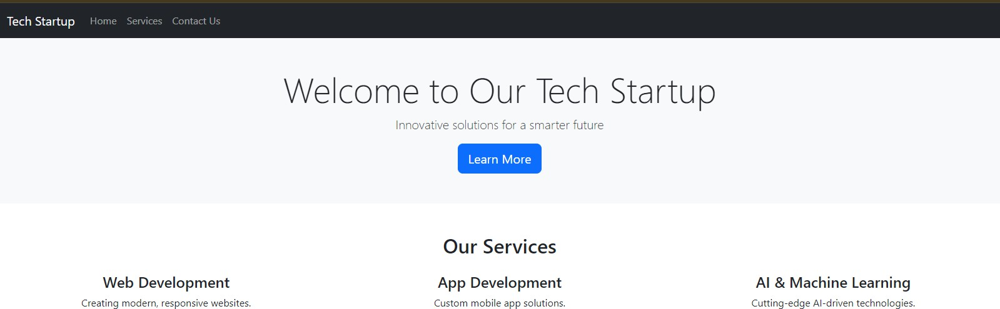 Tech Startup Home Services Contact Us
Welcome to Our Tech Startup
Innovative solutions for a smarter future
Learn More
Our Services
Web Development App Development AI & Machine Learning
Creating modern, responsive websites. Custom mobile app solutions. Cutting-edge AI-driven technologies.